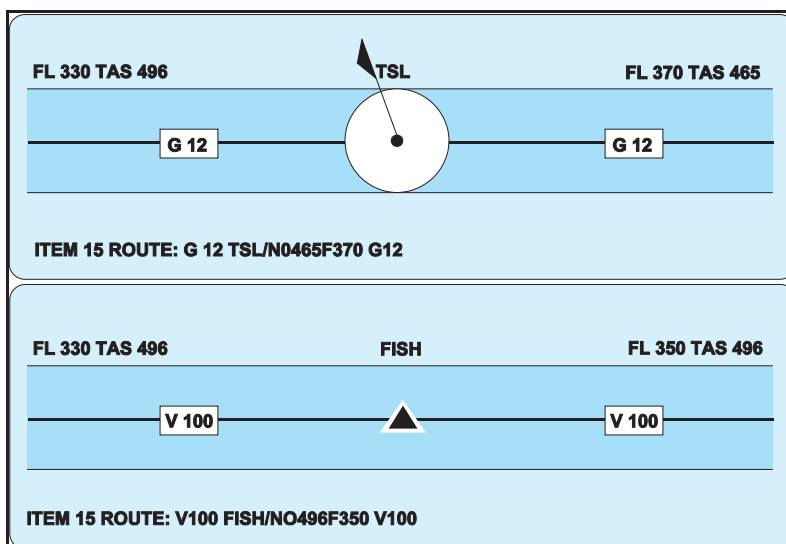 FL 330 TAS 496 TSL FL 370 TAS 465
G 12 G 12
ITEM 15 ROUTE: G 12 TSL/N0465F370 G12
FL 330 TAS 496 FISH FL 350 TAS 496
V 100 V 100
ITEM 15 ROUTE: V100 FISH/NO496F350 V100